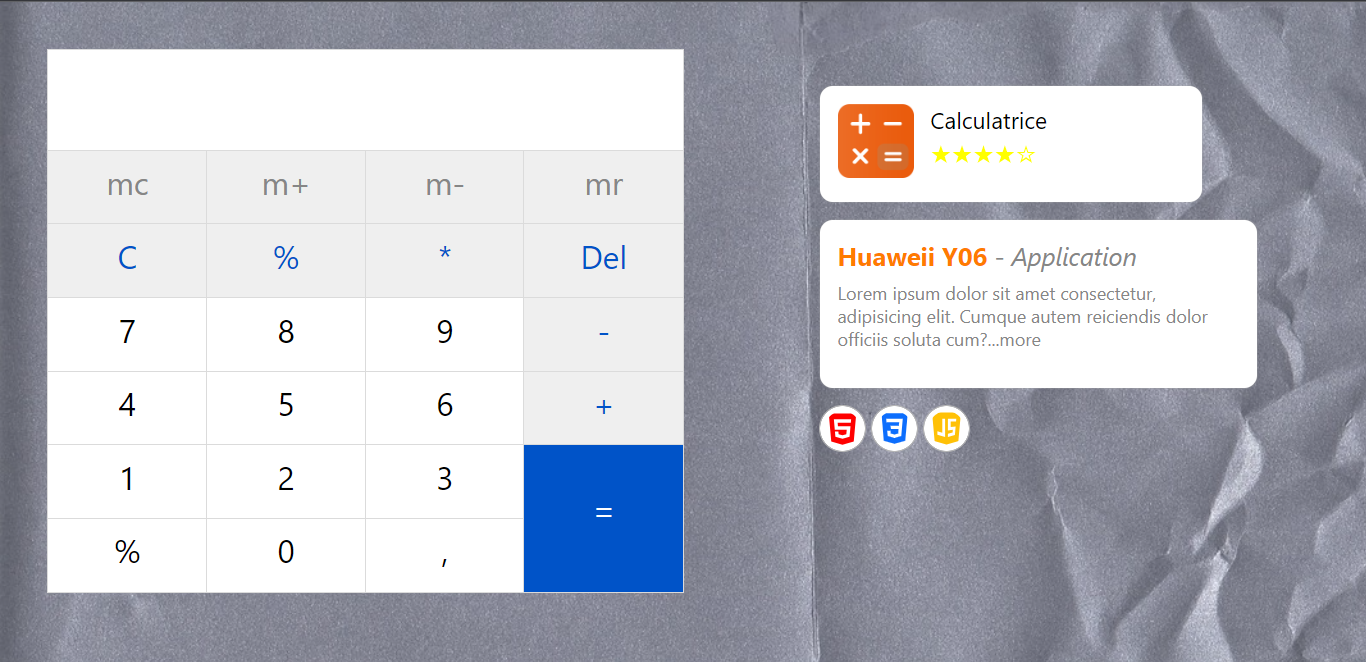 mc m+ m- mr
C % * Del
7 8 9 -
4 5 6 +
1 2 3 =
% 0 ,
+ −
× =
Calculatrice
★★★★☆
Huaweii Y06 - Application
Lorem ipsum dolor sit amet consectetur,
adipisicing elit. Cumque autem reiciendis dolor
officiis soluta cum?...more
5 3 JS